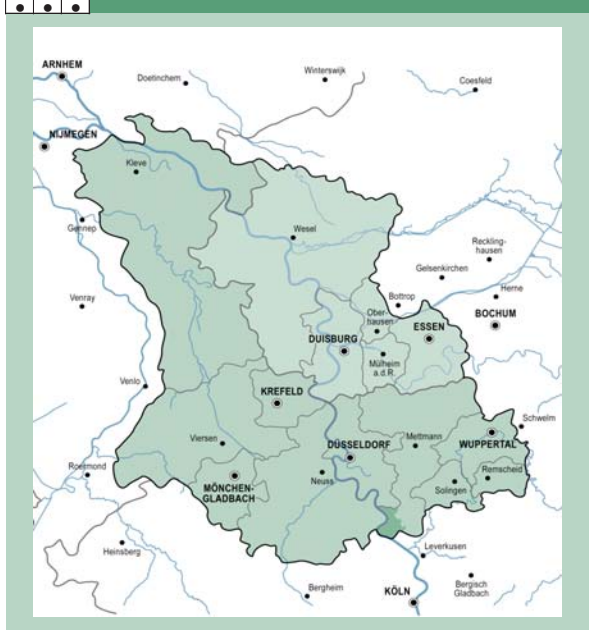 ARNHEM
Doetinchem
Winterswijk
Coesfeld
NIJMEGEN
Kleve
Gennep
Wesel
Reckling-
hausen
Gelsenkirchen
Venray
Bottrop
Herne
Ober-
hausen
ESSEN
BOCHUM
DUISBURG
Mülheim
a.d.R.
Venlo
KREFELD
Viersen
DÜSSELDORF
Mettmann
WUPPERTAL
Schwelm
Roermond
MÖNCHEN-
GLADBACH
Neuss
Solingen
Remscheid
Heinsberg
Leverkusen
Bergheim
KÖLN
Bergisch
Gladbach